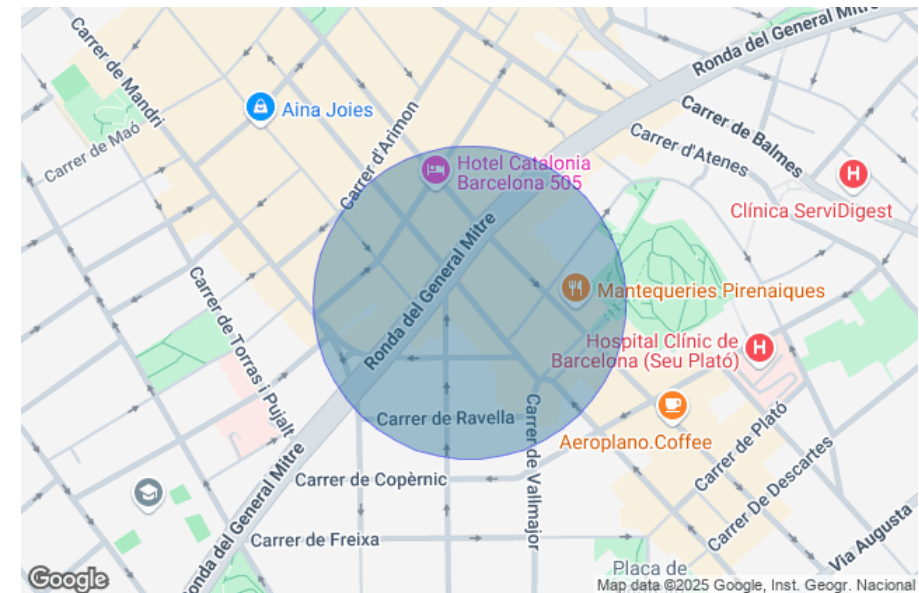 Ronda del General Mitre
Carrer de Mandri
Aina Joies
Carrer de Balmes
Carrer de Maó
Carrer d'Arimon
Carrer d'Atenes
Hotel Catalonia
Barcelona 505
H
Clínica ServiDigest
Ronda del General Mitre
Mantequeries Pirenaiques
Carrer de Torras i Pujalt
Hospital Clínic de
Barcelona (Seu Plató)
H
Carrer de Ravella
Carrer de Vallmajor
Aeroplano.Coffee
Carrer de Plató
Carrer De Descartes
Carrer de Copèrnic
Ronda del General Mitre
Carrer de Freixa
Via Augusta
Plaça de
Google
Map data ©2025 Google, Inst. Geogr. Nacional